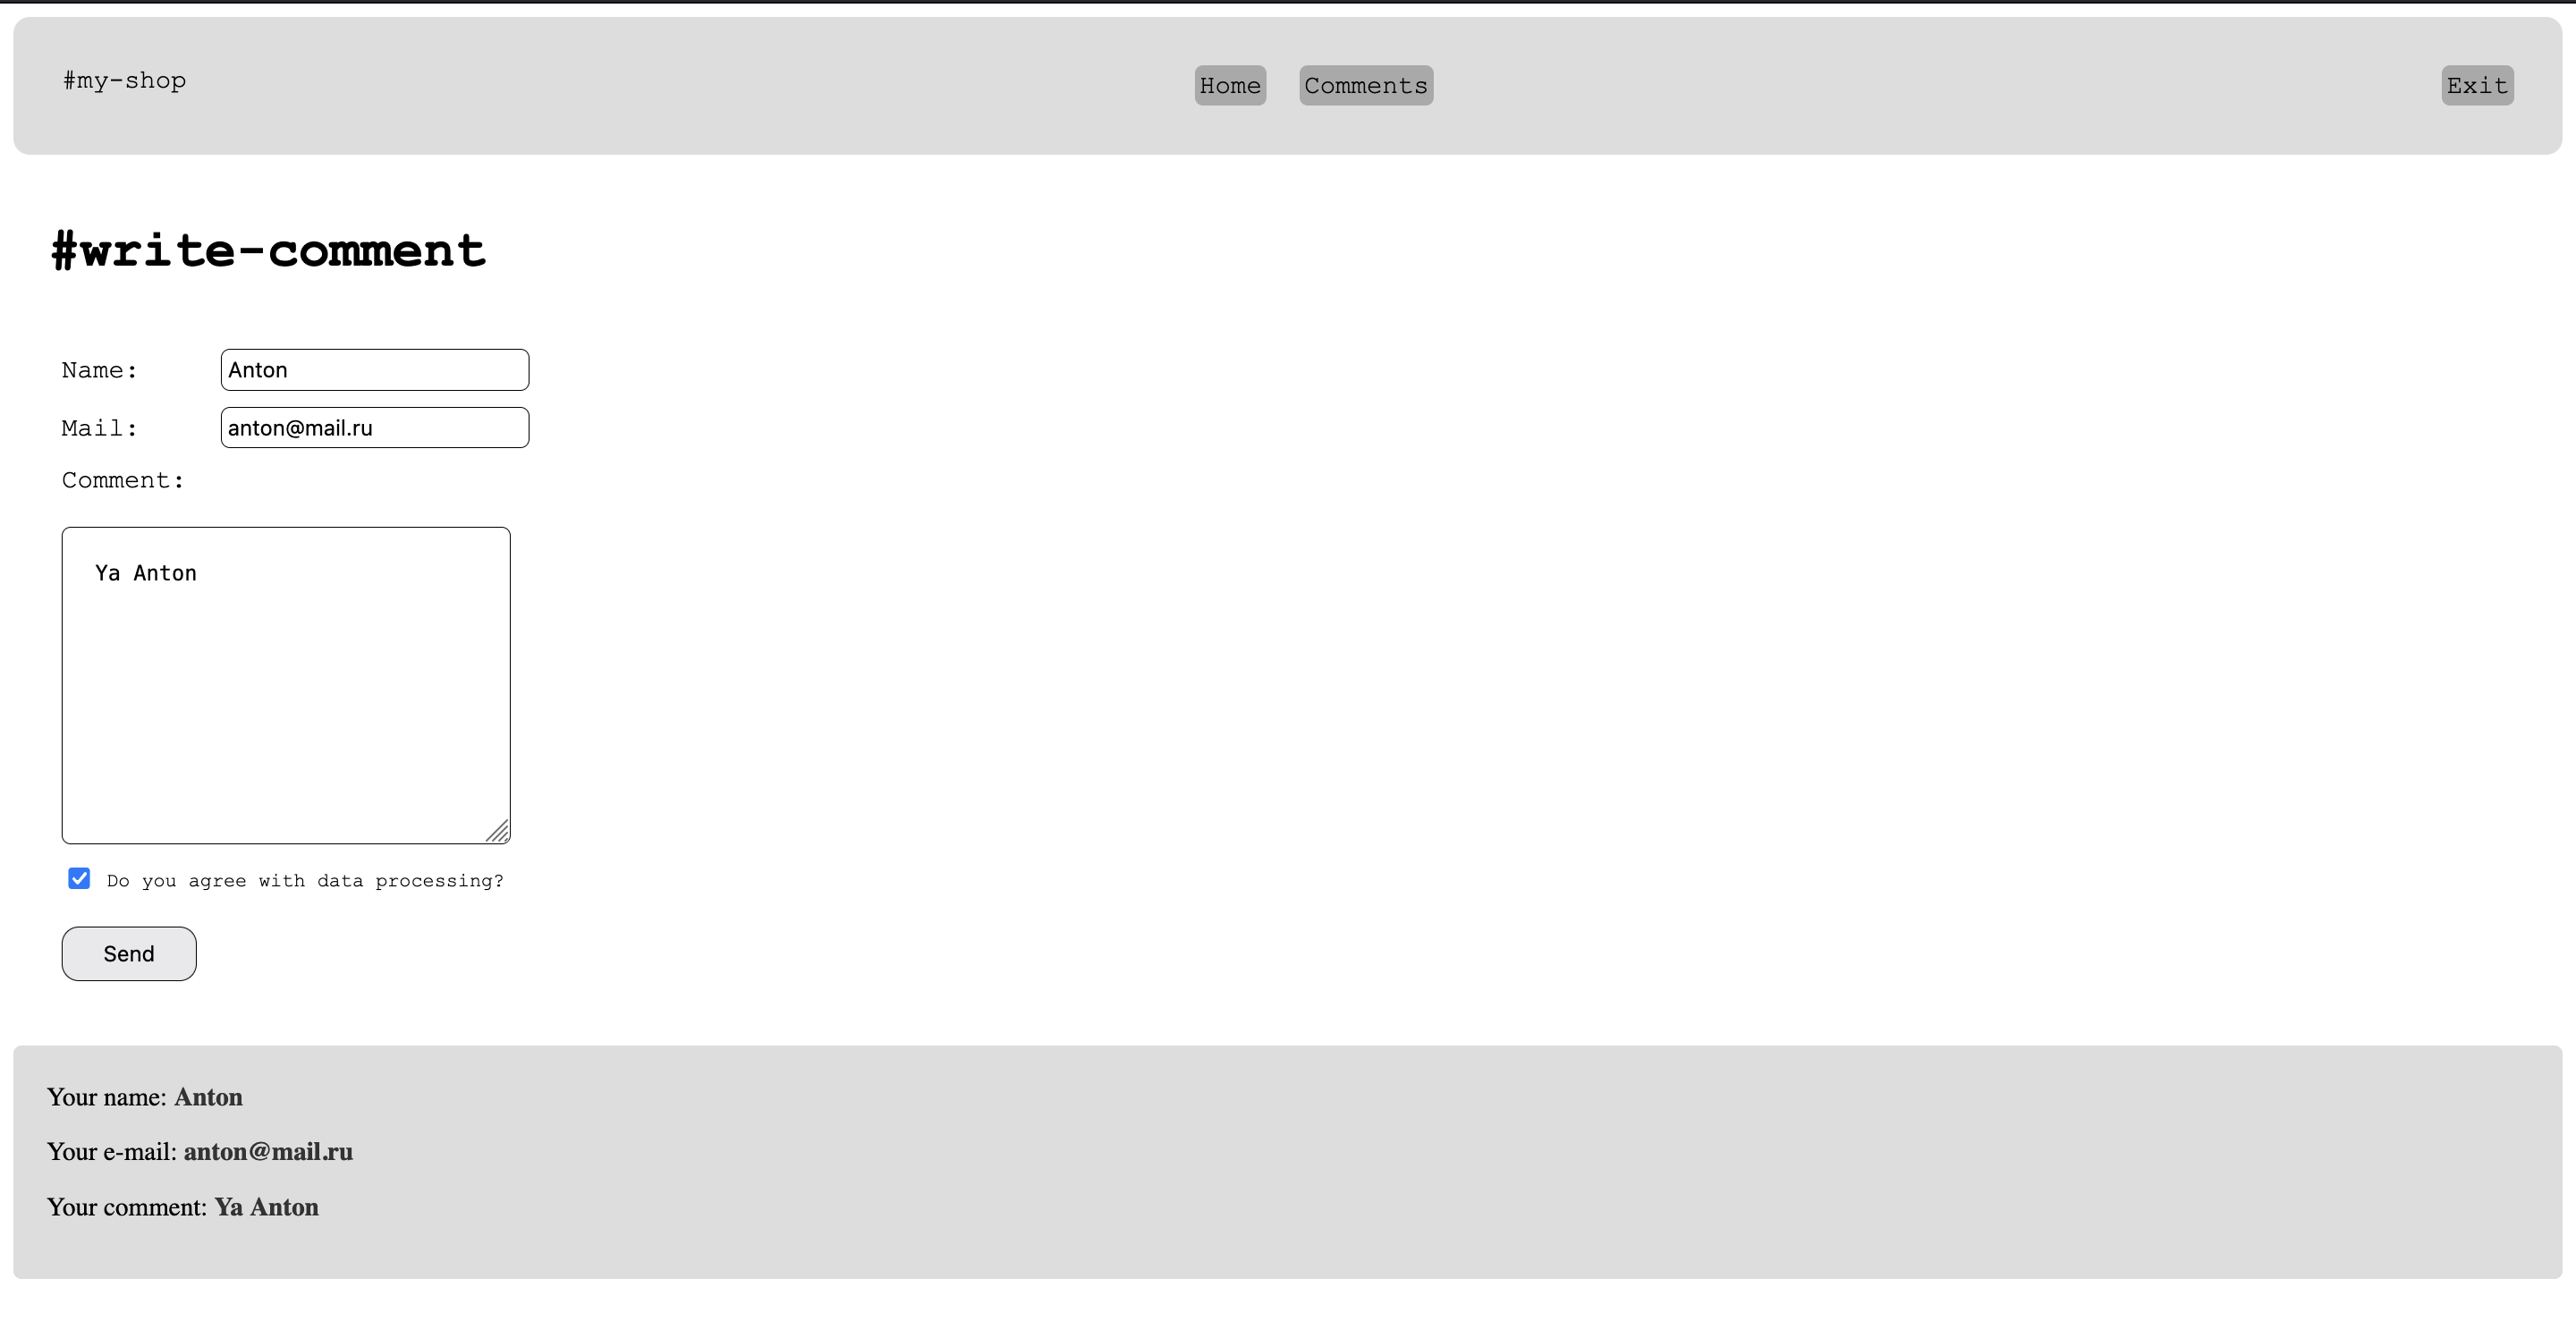 #my-shop Home Comments Exit
#write-comment
Name: Anton
Mail: anton@mail.ru
Comment:
Ya Anton
Do you agree with data processing?
Send
Your name: Anton
Your e-mail: anton@mail.ru
Your comment: Ya Anton